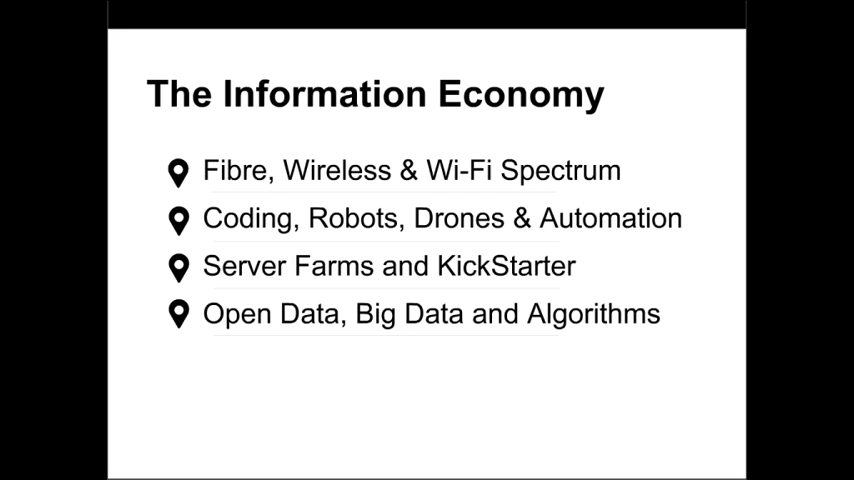 The Information Economy
Fibre, Wireless & Wi-Fi Spectrum
Coding, Robots, Drones & Automation
Server Farms and KickStarter
Open Data, Big Data and Algorithms